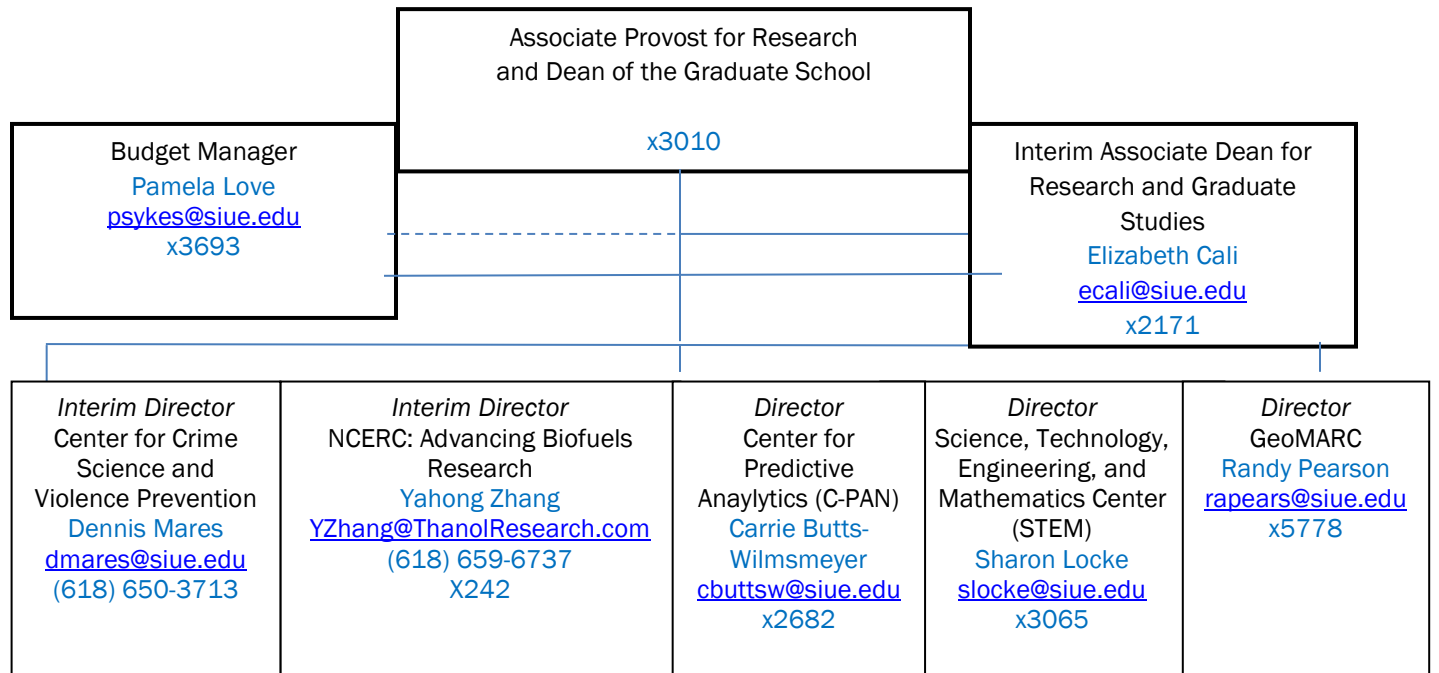 Associate Provost for Research
and Dean of the Graduate School
x3010
Budget Manager
Pamela Love
psykes@siue.edu
x3693
Interim Associate Dean for
Research and Graduate
Studies
Elizabeth Cali
ecali@siue.edu
x2171
Interim Director
Center for Crime
Science and
Violence Prevention
Dennis Mares
dmares@siue.edu
(618) 650-3713
Interim Director
NCERC: Advancing Biofuels
Research
Yahong Zhang
YZhang@ThanolResearch.com
(618) 659-6737
X242
Director
Center for
Predictive
Anaylytics (C-PAN)
Carrie Butts-
Wilmsmeyer
cbuttsw@siue.edu
x2682
Director
Science, Technology,
Engineering, and
Mathematics Center
(STEM)
Sharon Locke
slocke@siue.edu
x3065
Director
GeoMARC
Randy Pearson
rapears@siue.edu
x5778